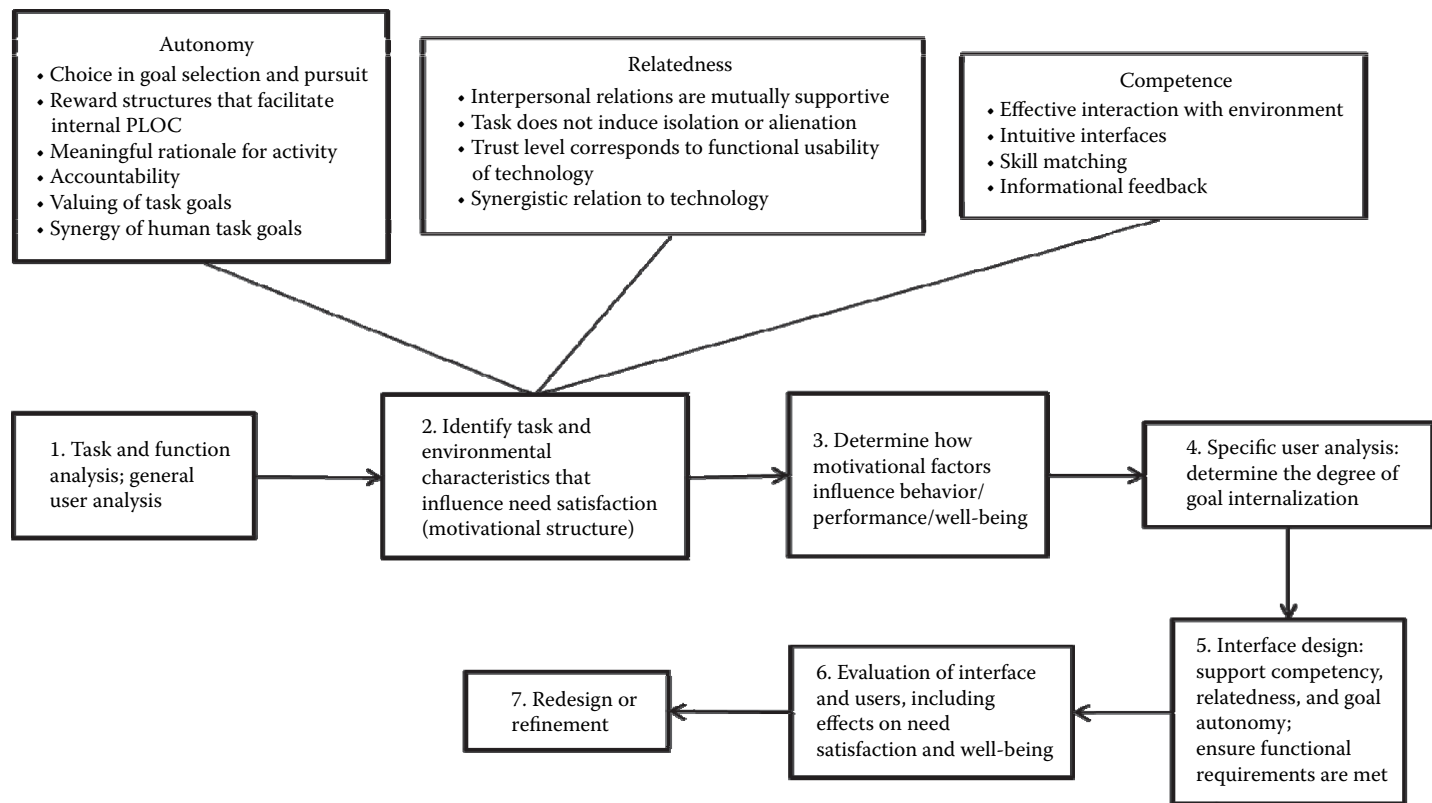 Autonomy
• Choice in goal selection and pursuit
• Reward structures that facilitate
internal PLOC
• Meaningful rationale for activity
• Accountability
• Valuing of task goals
• Synergy of human task goals
Relatedness
• Interpersonal relations are mutually supportive
• Task does not induce isolation or alienation
• Trust level corresponds to functional usability
of technology
• Synergistic relation to technology
Competence
• Effective interaction with environment
• Intuitive interfaces
• Skill matching
• Informational feedback
1. Task and function
analysis; general
user analysis
2. Identify task and
environmental
characteristics that
influence need satisfaction
(motivational structure)
3. Determine how
motivational factors
influence behavior/
performance/well-being
4. Specific user analysis:
determine the degree of
goal internalization
5. Interface design:
support competency,
relatedness, and goal
autonomy;
ensure functional
requirements are met
6. Evaluation of interface
and users, including
effects on need
satisfaction and well-being
7. Redesign or
refinement